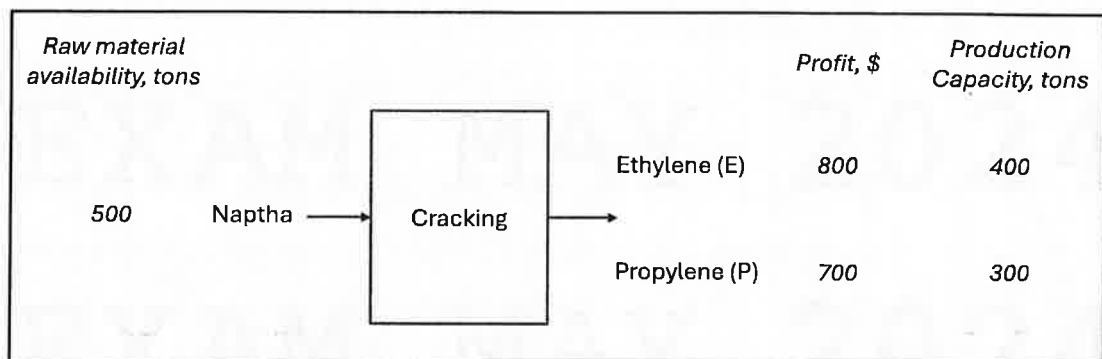 Raw material
availability, tons
Profit, $
Production
Capacity, tons
Ethylene (E) 800 400
500 Naptha Cracking
Propylene (P) 700 300